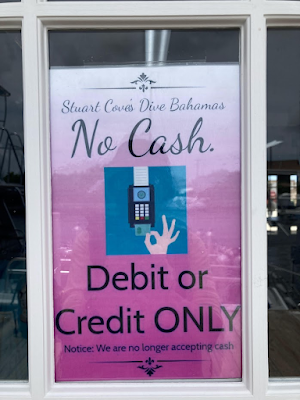 Stuart Cove's Dive Bahamas
No Cash.
Debit or
Credit ONLY
Notice: We are no longer accepting cash